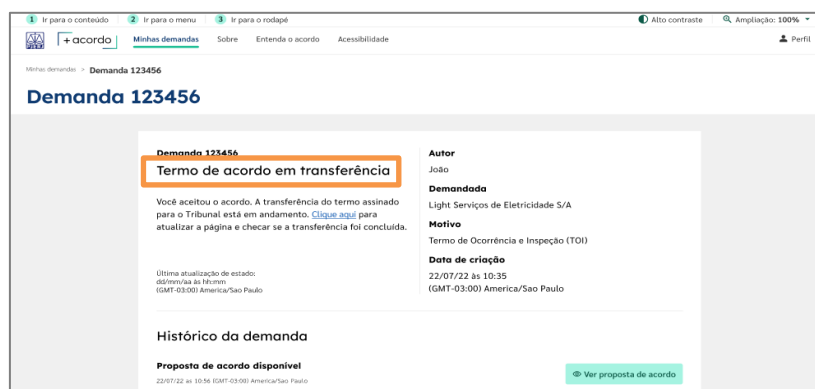 1 Ir para o conteúdo 2 Ir para o menu 3 Ir para o rodapé Alto contraste Ampliação: 100%
PJERJ +acordo Minhas demandas Sobre Entenda o acordo Acessibilidade Perfil
Minhas demandas > Demanda 123456
Demanda 123456
Demanda 123456
Termo de acordo em transferência
Você aceitou o acordo. A transferência do termo assinado
para o Tribunal está em andamento. Clique aqui para
atualizar a página e checar se a transferência foi concluída.
Última atualização de estado:
dd/mm/aa às hh:mm
(GMT-03:00) America/Sao Paulo
Autor
João
Demandada
Light Serviços de Eletricidade S/A
Motivo
Termo de Ocorrência e Inspeção (TOI)
Data de criação
22/07/22 às 10:35
(GMT-03:00) America/Sao Paulo
Histórico da demanda
Proposta de acordo disponível
22/07/22 às 10:56 (GMT-03:00) America/Sao Paulo
Ver proposta de acordo